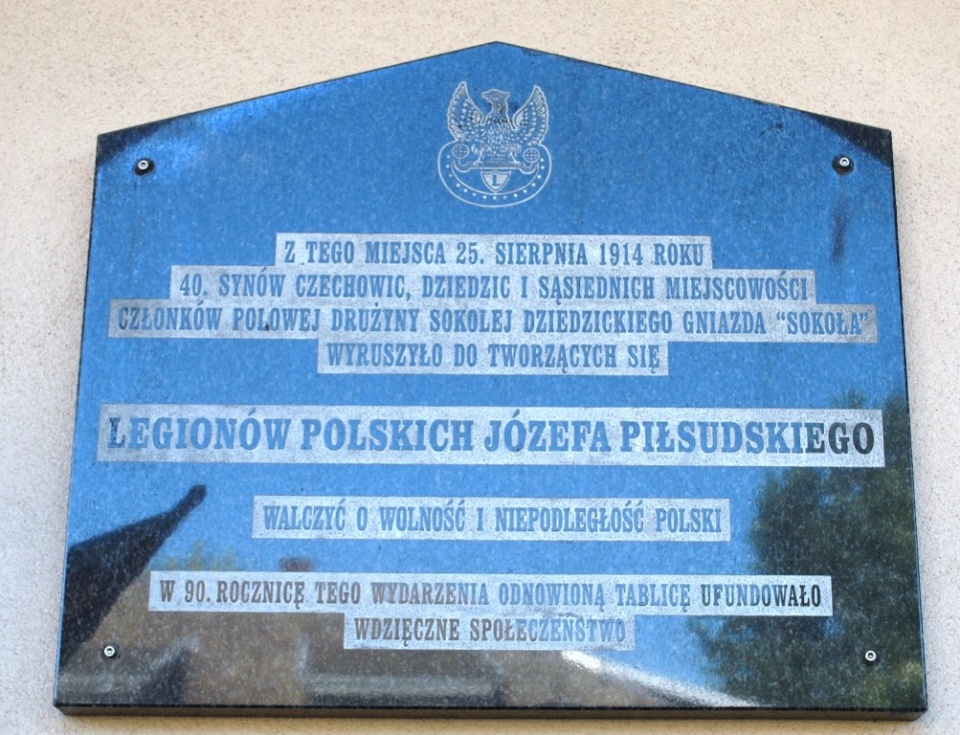 L
Z TEGO MIEJSCA 25. SIERPNIA 1914 ROKU
40. SYNÓW CZECHOWIC, DZIEDZIC I SĄSIEDNICH MIEJSCOWOŚCI
CZŁONKÓW POLOWEJ DRUŻYNY SOKOLEJ DZIEDZICKIEGO GNIAZDA "SOKOŁA"
WYRUSZYŁO DO TWORZĄCYCH SIĘ
LEGIONÓW POLSKICH JÓZEFA PIŁSUDSKIEGO
WALCZYĆ O WOLNOŚĆ I NIEPODLEGŁOŚĆ POLSKI
W 90. ROCZNICĘ TEGO WYDARZENIA ODNOWIONĄ TABLICĘ UFUNDOWAŁO
WDZIĘCZNE SPOŁECZEŃSTWO